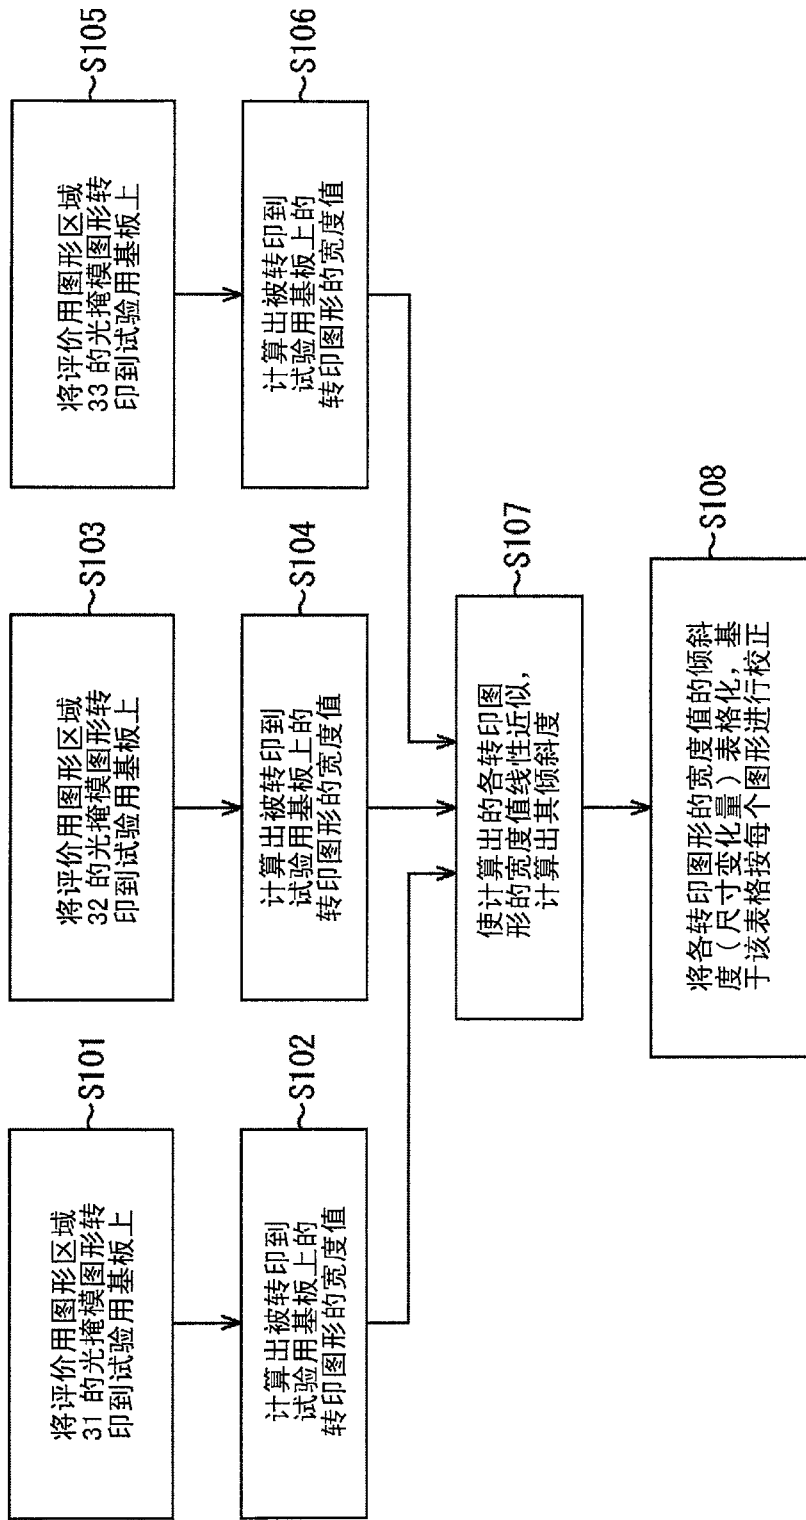 S101
将评价用图形区域
31 的光掩模图形转
印到试验用基板上
S102
计算出被转印到
试验用基板上的
转印图形的宽度值
S103
将评价用图形区域
32 的光掩模图形转
印到试验用基板上
S104
计算出被转印到
试验用基板上的
转印图形的宽度值
S105
将评价用图形区域
33 的光掩模图形转
印到试验用基板上
S106
计算出被转印到
试验用基板上的
转印图形的宽度值
S107
使计算出的各转印图
形的宽度值线性近似，
计算出其倾斜度
S108
将各转印图形的宽度值的倾斜
度（尺寸变化量）表格化，基
于该表格按每个图形进行校正